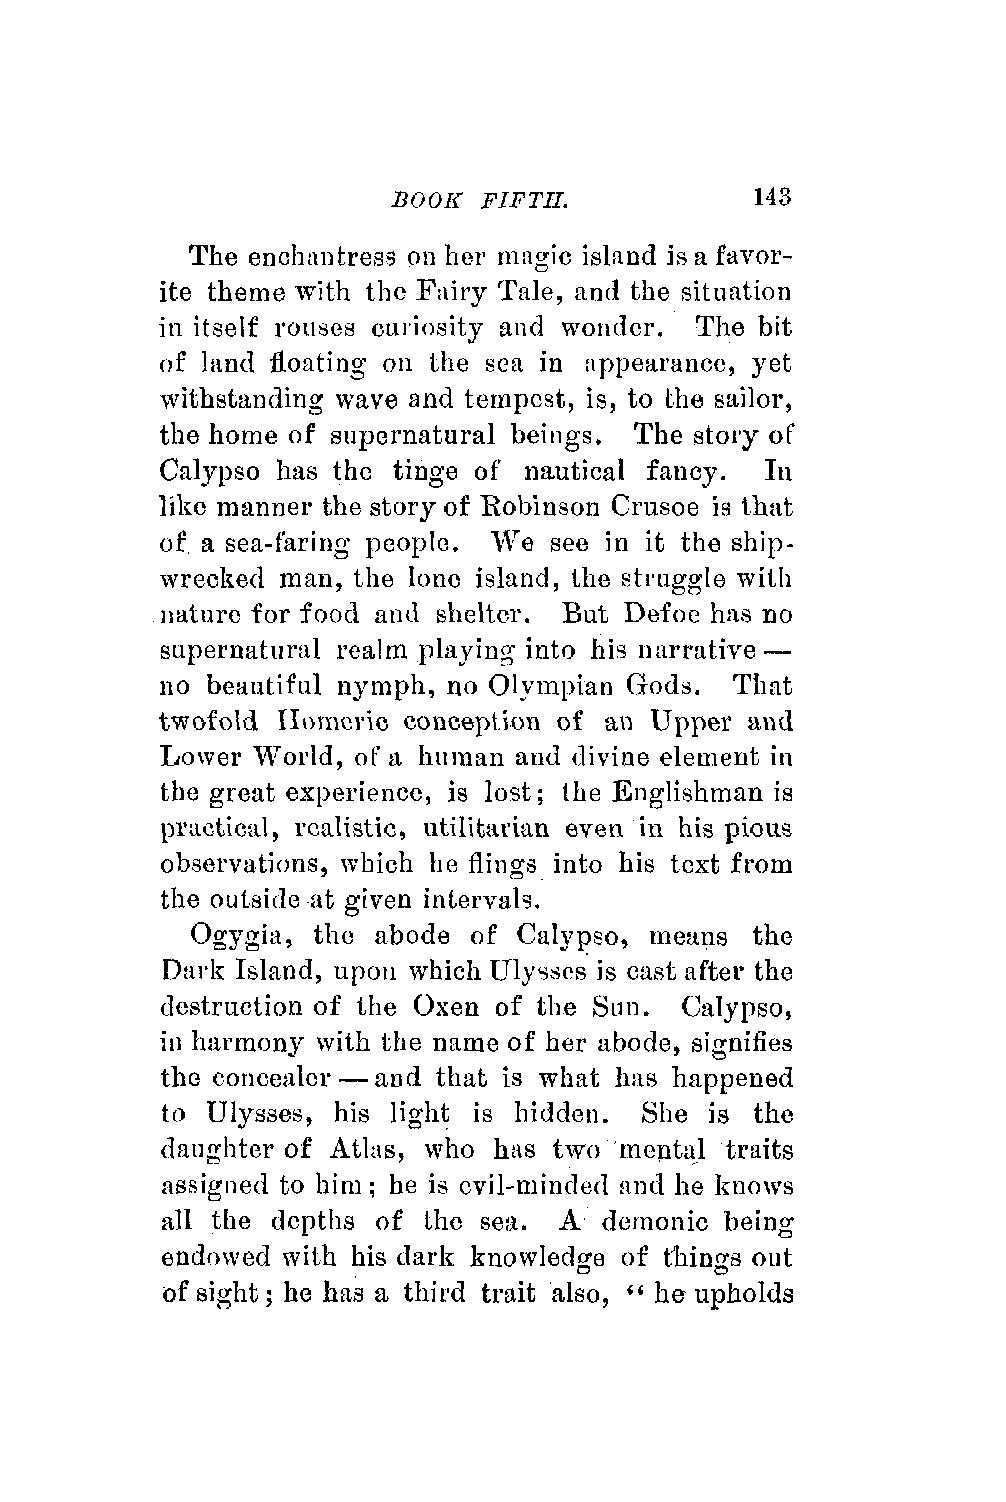 BOOK FIFTH. 143
The enchantress on her magic island is a favor-
ite theme with the Fairy Tale, and the situation
in itself rouses curiosity and wonder. The bit
of land floating on the sea in appearance, yet
withstanding wave and tempest, is, to the sailor,
the home of supernatural beings. The story of
Calypso has the tinge of nautical fancy. In
like manner the story of Robinson Crusoe is that
of a sea-faring people. We see in it the ship-
wrecked man, the lone island, the struggle with
nature for food and shelter. But Defoe has no
supernatural realm playing into his narrative —
no beautiful nymph, no Olympian Gods. That
twofold Homeric conception of an Upper and
Lower World, of a human and divine element in
the great experience, is lost; the Englishman is
practical, realistic, utilitarian even in his pious
observations, which he flings into his text from
the outside at given intervals.
Ogygia, the abode of Calypso, means the
Dark Island, upon which Ulysses is cast after the
destruction of the Oxen of the Sun. Calypso,
in harmony with the name of her abode, signifies
the concealer — and that is what has happened
to Ulysses, his light is hidden. She is the
daughter of Atlas, who has two mental traits
assigned to him; he is evil-minded and he knows
all the depths of the sea. A demonic being
endowed with his dark knowledge of things out
of sight; he has a third trait also, “ he upholds